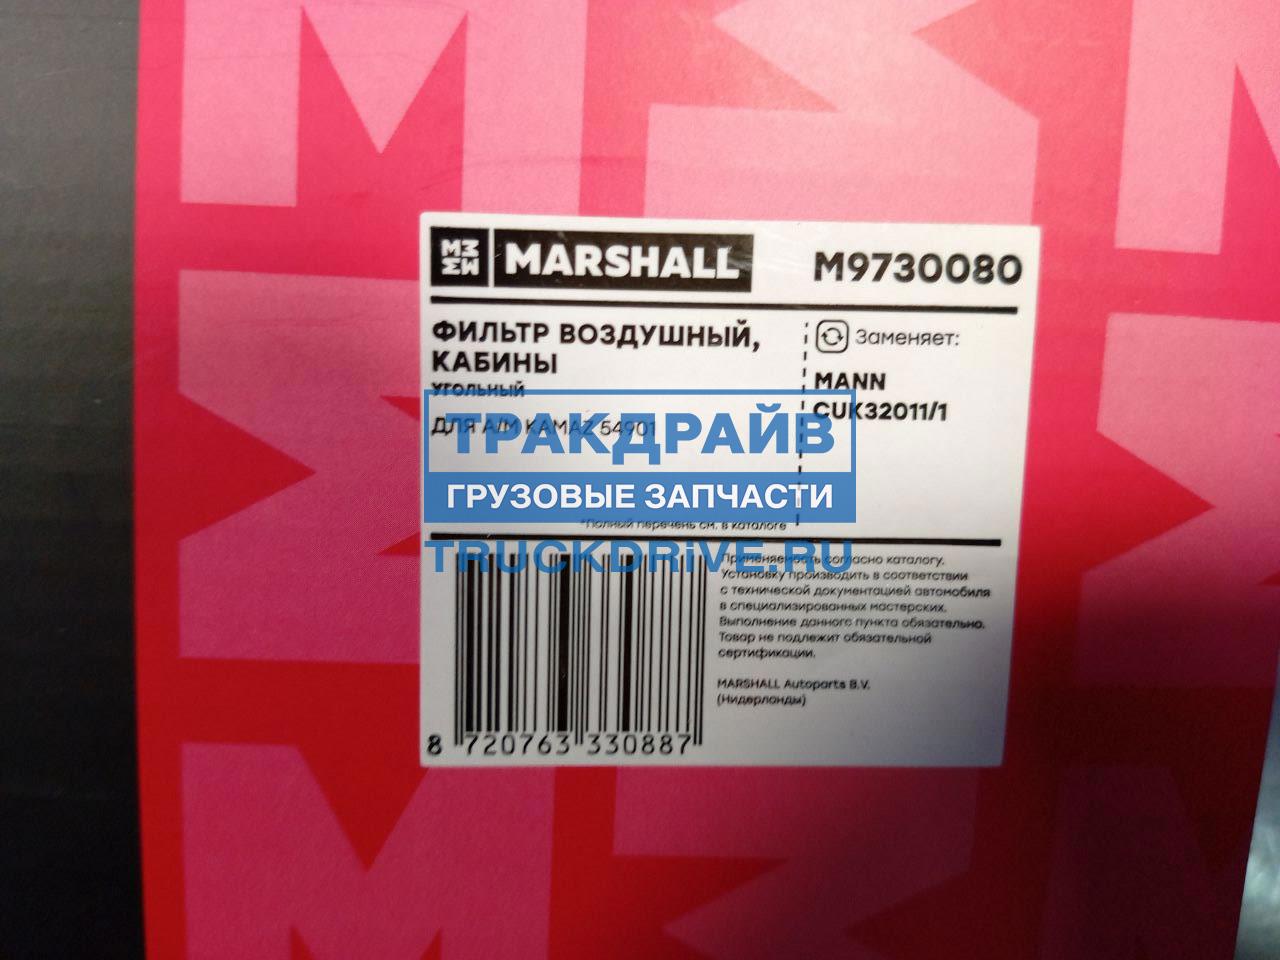 MARSHALL
M9730080
ФИЛЬТР ВОЗДУШНЫЙ,
КАБИНЫ
УГОЛЬНЫЙ
ДЛЯ А/М KAMAZ 54901
*Полный перечень см. в каталоге
Заменяет:
MANN
CUK32011/1
ТРАКДРАЙВ
ГРУЗОВЫЕ ЗАПЧАСТИ
TRUCKDRiVE.RU
Применяемость согласно каталогу.
Установку производить в соответствии
с технической документацией автомобиля
в специализированных мастерских.
Выполнение данного пункта обязательно.
Товар не подлежит обязательной
сертификации.
MARSHALL Autoparts B.V.
(Нидерланды)
8 720763 330887